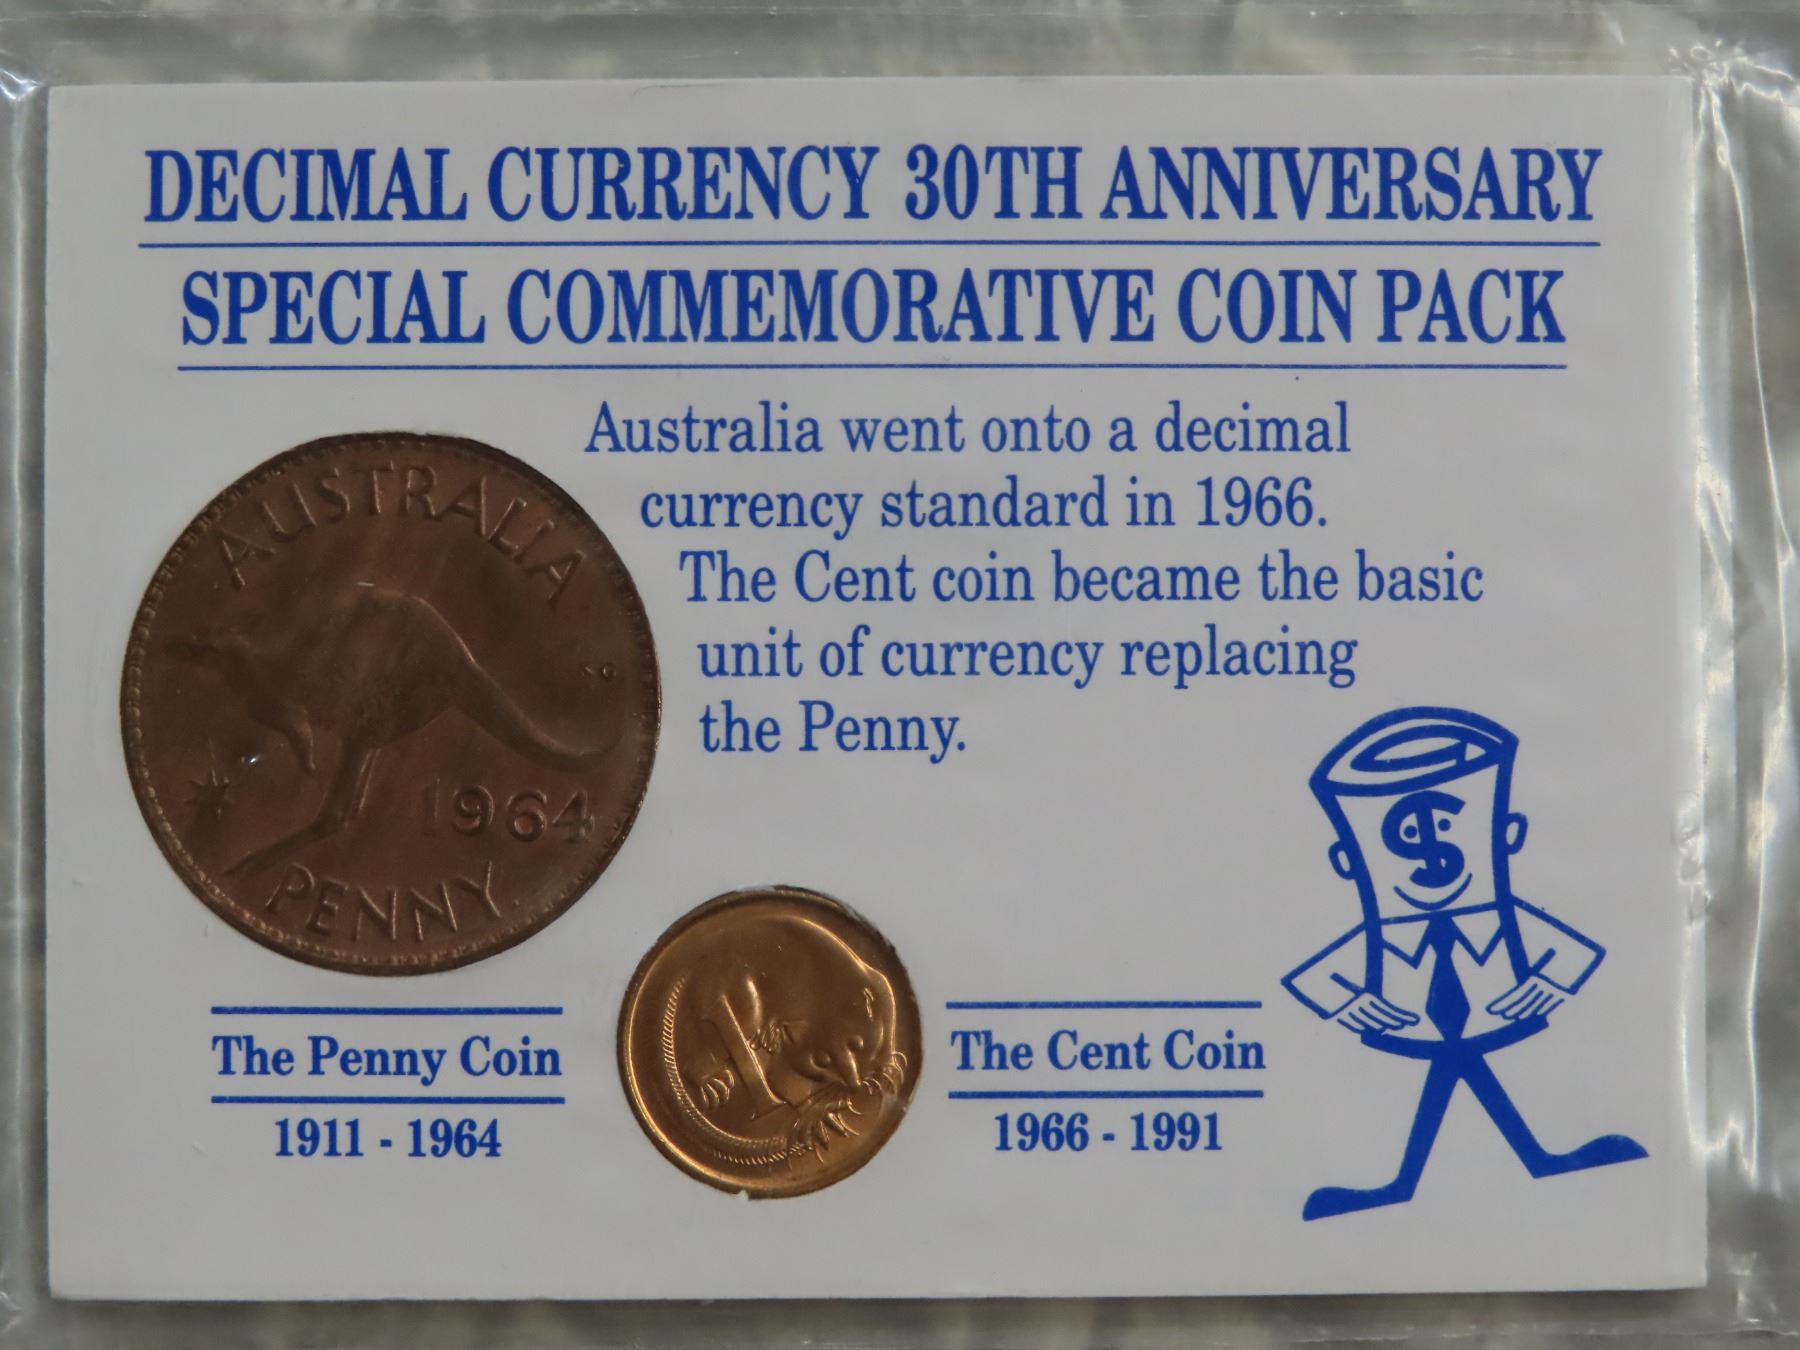 DECIMAL CURRENCY 30TH ANNIVERSARY
SPECIAL COMMEMORATIVE COIN PACK
Australia went onto a decimal
currency standard in 1966.
The Cent coin became the basic
unit of currency replacing
the Penny.
AUSTRALIA
1964
PENNY
The Penny Coin
1911 - 1964
1
The Cent Coin
1966 - 1991
$